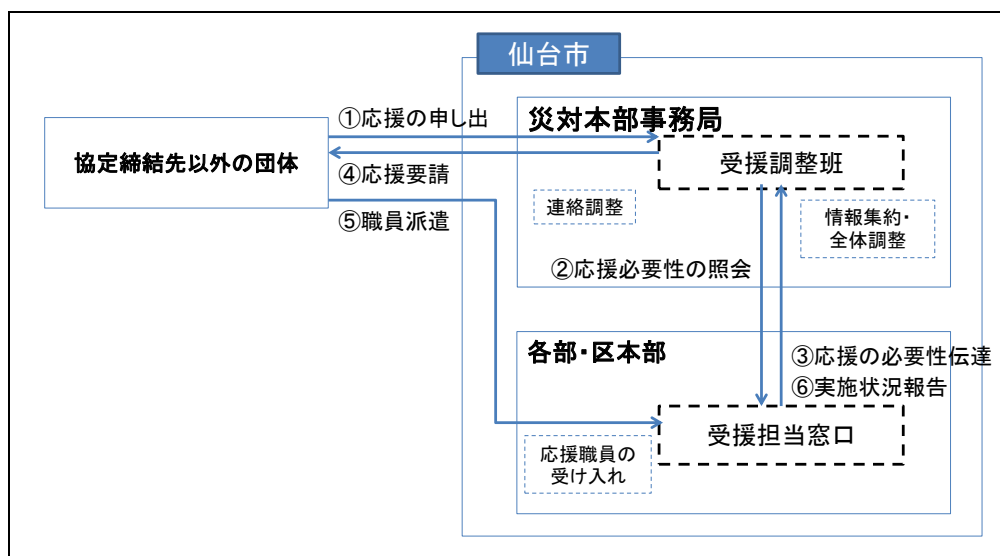 仙台市
災対本部事務局
①応援の申し出
協定締結先以外の団体
受援調整班
④応援要請
連絡調整
情報集約・
全体調整
⑤職員派遣
②応援必要性の照会
各部・区本部
③応援の必要性伝達
⑥実施状況報告
受援担当窓口
応援職員の
受け入れ